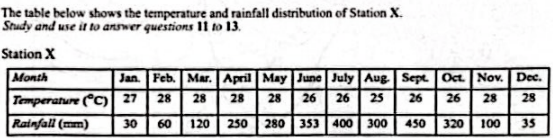 The table below shows the temperature and rainfall distribution of Station X.
Study and use it to answer questions 11 to 13.
Station X
Month Jan. Feb. Mar. April May June July Aug. Sept. Oct. Nov. Dec.
Temperature (°C) 27 28 28 28 28 26 26 25 26 26 28 28
Rainfall (mm) 30 60 120 250 280 353 400 300 450 320 100 35